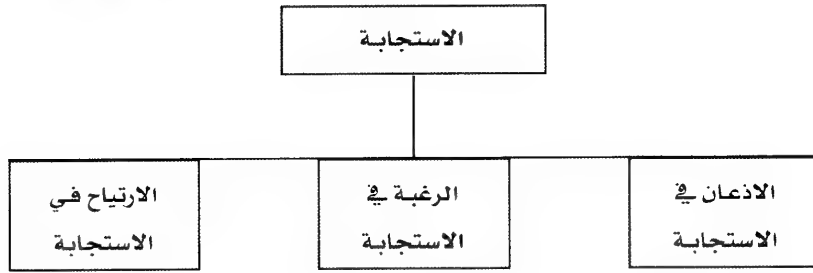 الاستجابة
الاذعان في
الاستجابة
الرغبة في
الاستجابة
الارتياح في
الاستجابة